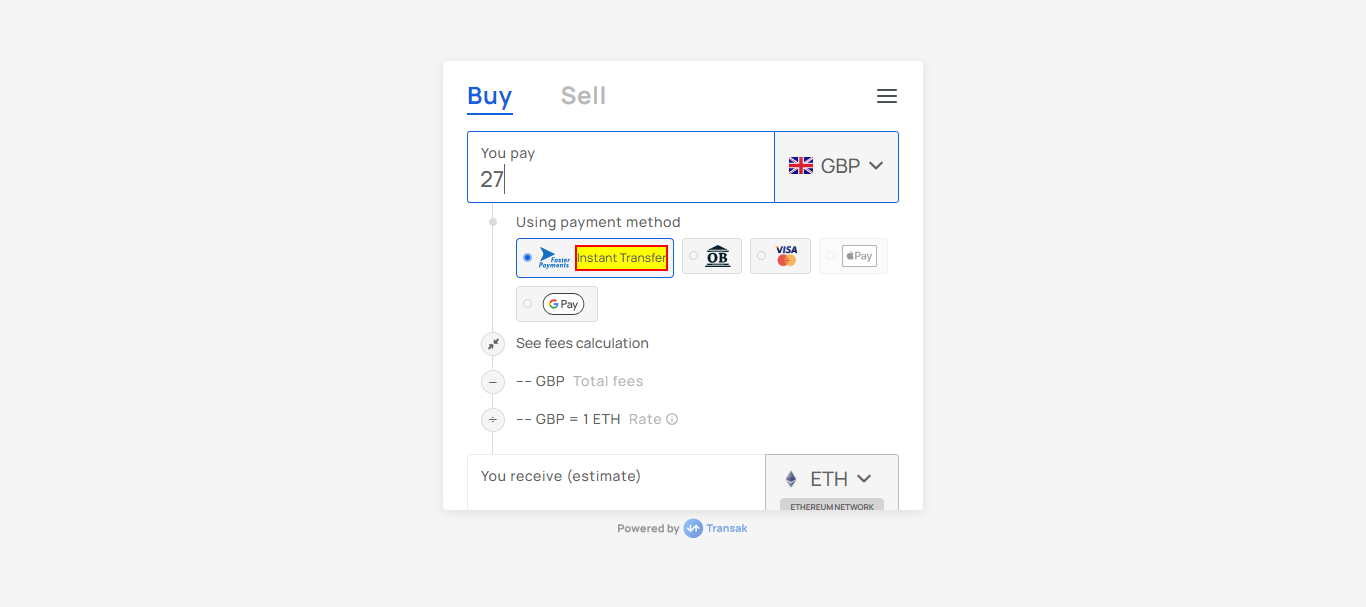 Buy Sell
You pay
27
GBP
Using payment method
Faster Payments Instant Transfer
OB
VISA
Pay
G Pay
See fees calculation
− -- GBP Total fees
÷ -- GBP = 1 ETH Rate
You receive (estimate)
ETH
ETHEREUM NETWORK
Powered by Transak